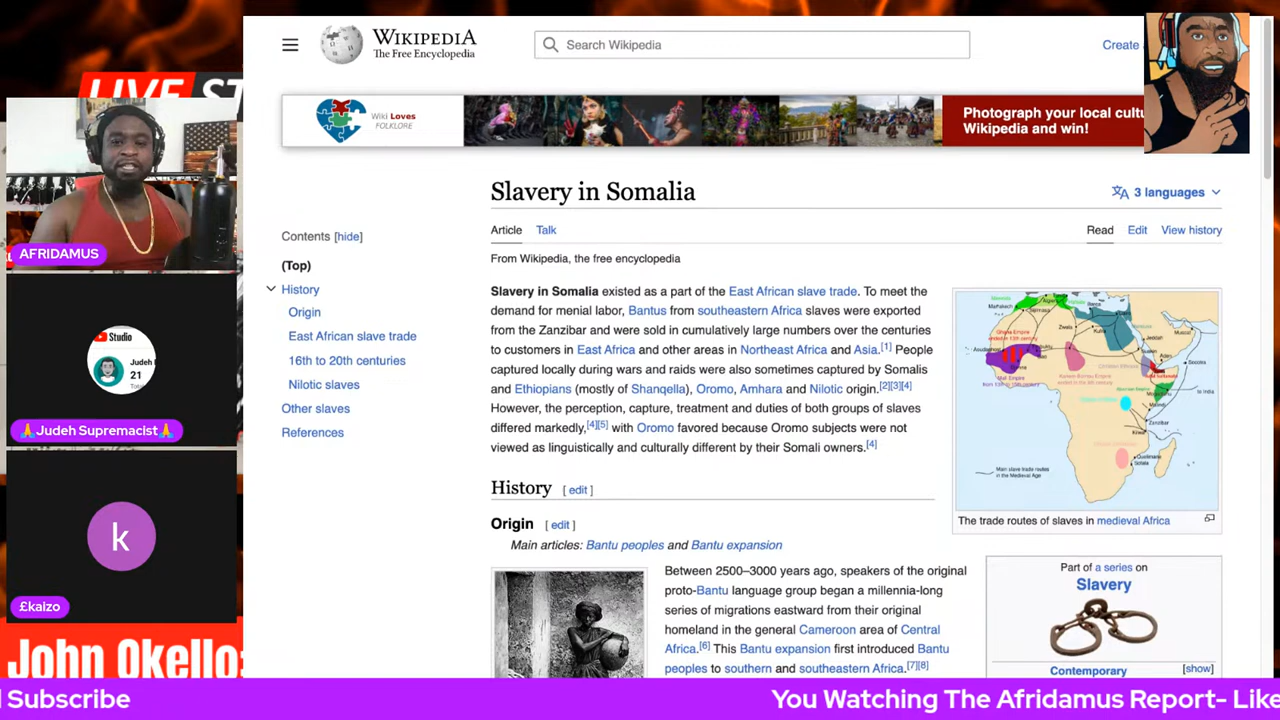 LIVE ST
AFRIDAMUS
Studio
Judeh
21
🙏Judeh Supremacist🙏
k
£kaizo
John Okello:
WIKIPEDIA
The Free Encyclopedia
Search Wikipedia
Create
Wiki Loves
FOLKLORE
Photograph your local cultu
Wikipedia and win!
Slavery in Somalia
3 languages
Article Talk
Read Edit View history
From Wikipedia, the free encyclopedia
Contents [hide]
(Top)
History
Origin
East African slave trade
16th to 20th centuries
Nilotic slaves
Other slaves
References
Slavery in Somalia existed as a part of the East African slave trade. To meet the
demand for menial labor, Bantus from southeastern Africa slaves were exported
from the Zanzibar and were sold in cumulatively large numbers over the centuries
to customers in East Africa and other areas in Northeast Africa and Asia.[1] People
captured locally during wars and raids were also sometimes captured by Somalis
and Ethiopians (mostly of Shanqella), Oromo, Amhara and Nilotic origin.[2][3][4]
However, the perception, capture, treatment and duties of both groups of slaves
differed markedly,[4][5] with Oromo favored because Oromo subjects were not
viewed as linguistically and culturally different by their Somali owners.[4]
Main slave trade routes
in the Medieval Age
Zanzibar
to India
The trade routes of slaves in medieval Africa
History [ edit ]
Origin [ edit ]
Main articles: Bantu peoples and Bantu expansion
Between 2500–3000 years ago, speakers of the original
proto-Bantu language group began a millennia-long
series of migrations eastward from their original
homeland in the general Cameroon area of Central
Africa.[6] This Bantu expansion first introduced Bantu
peoples to southern and southeastern Africa.[7][8]
Part of a series on
Slavery
Contemporary [show]
Subscribe
You Watching The Afridamus Report- Like